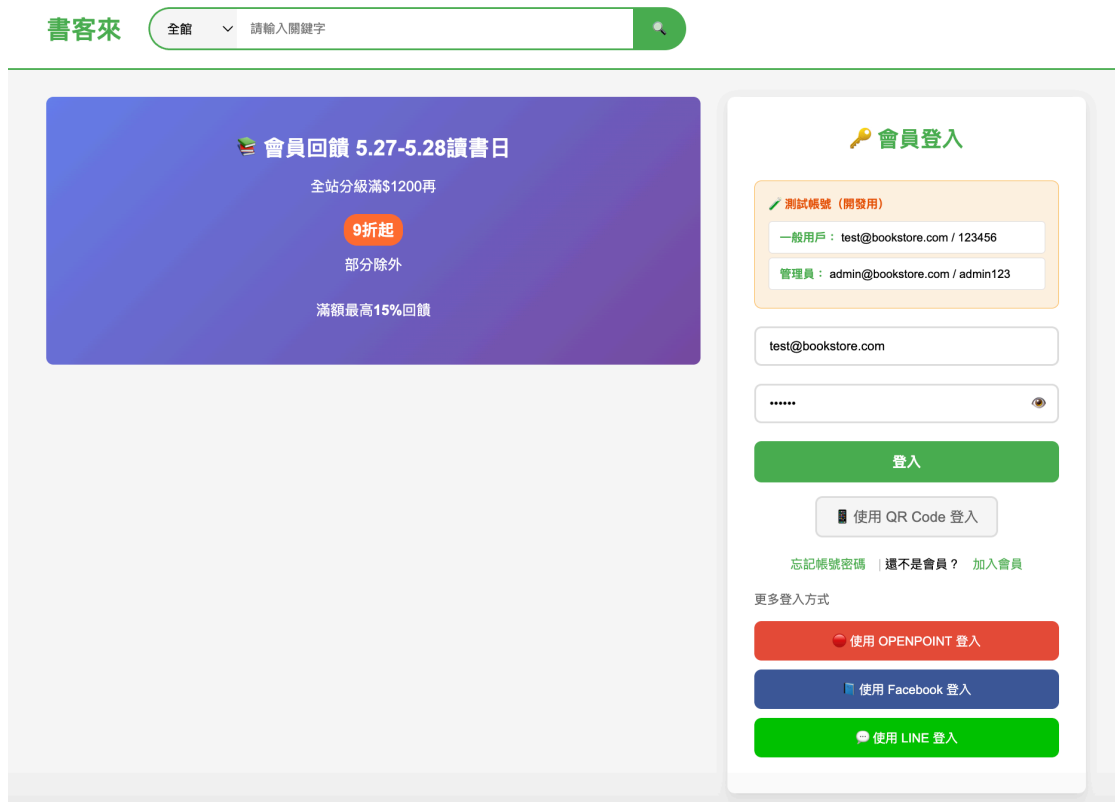 書客來
全館
請輸入關鍵字
會員回饋 5.27-5.28讀書日
全站分級滿$1200再
9折起
部分除外
滿額最高15%回饋
會員登入
測試帳號（開發用）
一般用戶： test@bookstore.com / 123456
管理員： admin@bookstore.com / admin123
test@bookstore.com
••••••
登入
使用 QR Code 登入
忘記帳號密碼 | 還不是會員？ 加入會員
更多登入方式
使用 OPENPOINT 登入
使用 Facebook 登入
使用 LINE 登入